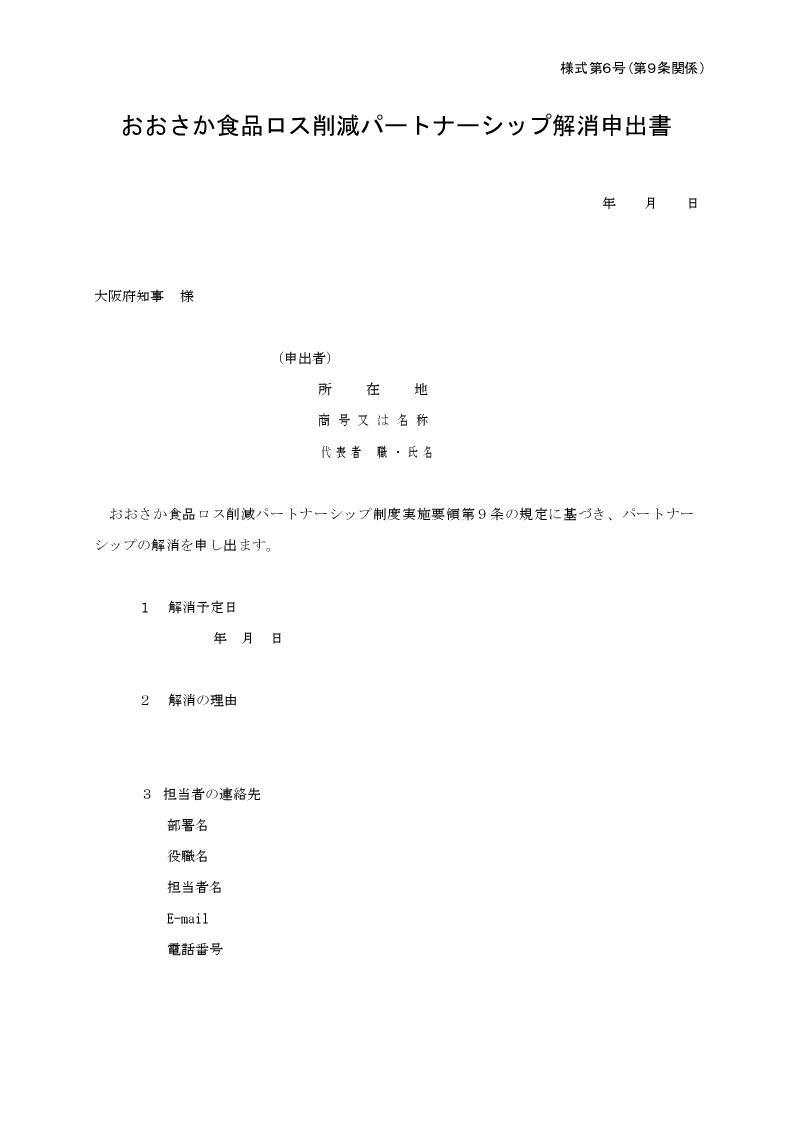 様式第６号（第９条関係）
おおさか食品ロス削減パートナーシップ解消申出書
年　　月　　日
大阪府知事　様
（申出者）
所　在　地
商号又は名称
代表者　職・氏名
おおさか食品ロス削減パートナーシップ制度実施要領第９条の規定に基づき、パートナー
シップの解消を申し出ます。
１　解消予定日
年　月　日
２　解消の理由
３　担当者の連絡先
部署名
役職名
担当者名
E-mail
電話番号